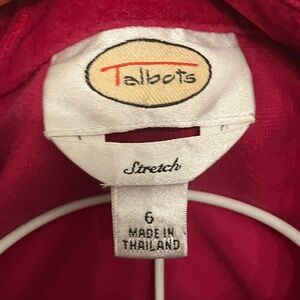 Talbots
Stretch
6
MADE IN
THAILAND